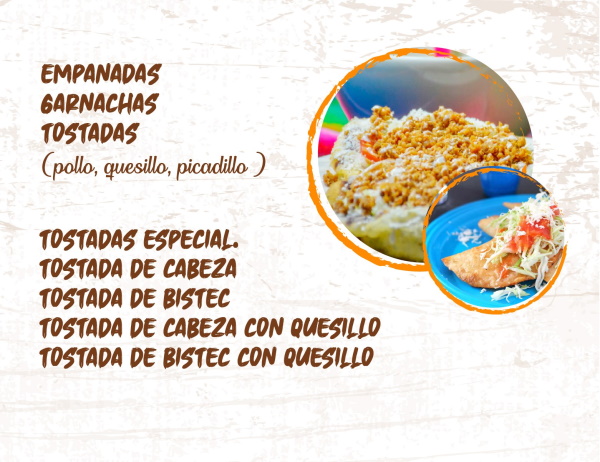 EMPANADAS
GARNACHAS
TOSTADAS
(pollo, quesillo, picadillo )
TOSTADAS ESPECIAL.
TOSTADA DE CABEZA
TOSTADA DE BISTEC
TOSTADA DE CABEZA CON QUESILLO
TOSTADA DE BISTEC CON QUESILLO